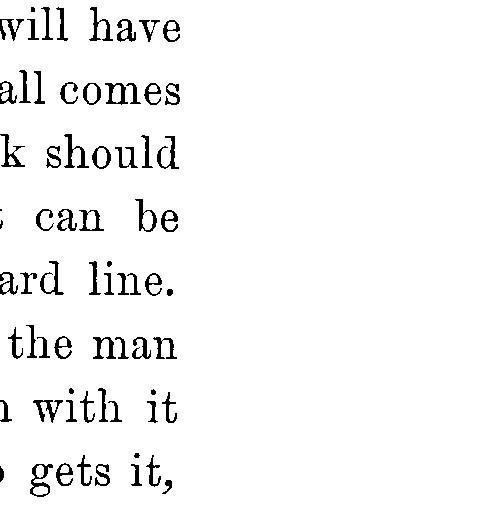 will have
all comes
k should
can be
ard line.
the man
with it
gets it,